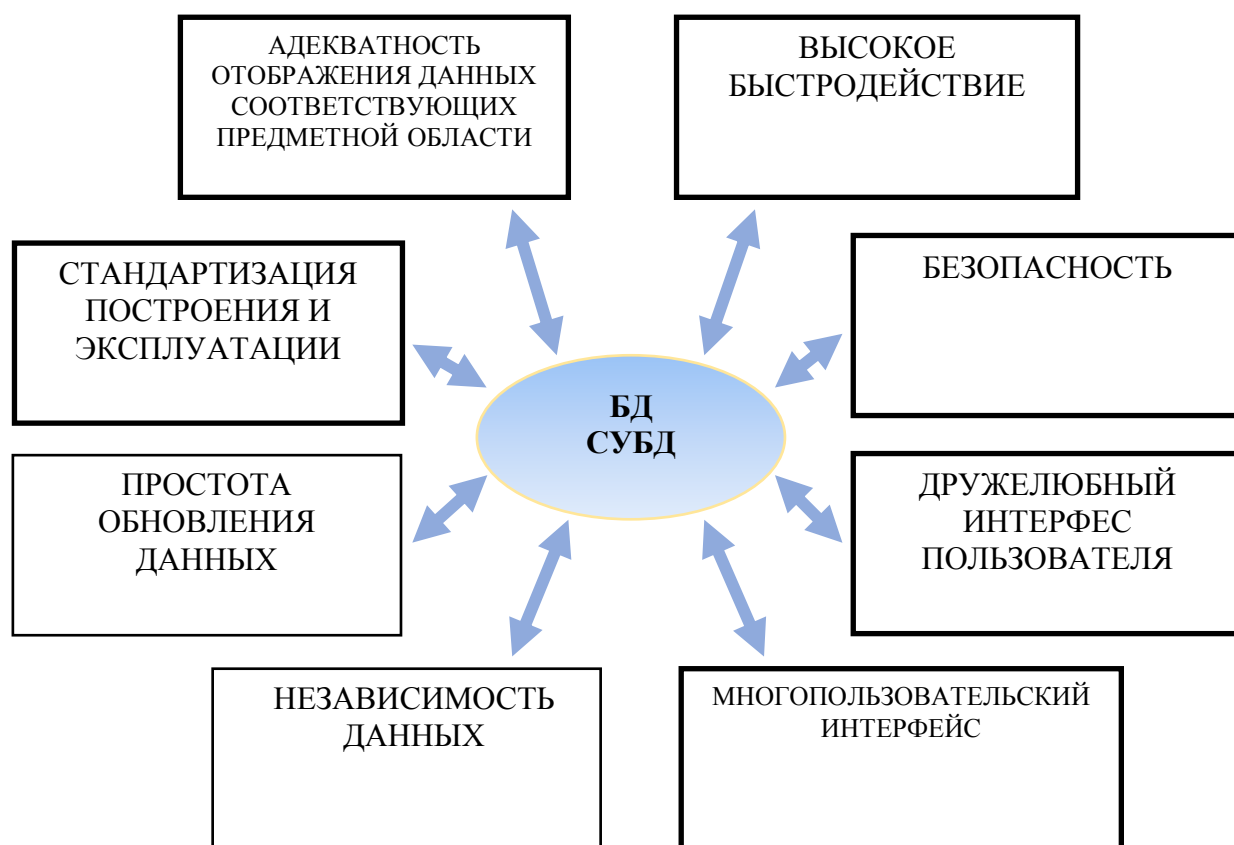 АДЕКВАТНОСТЬ
ОТОБРАЖЕНИЯ ДАННЫХ
СООТВЕТСТВУЮЩИХ
ПРЕДМЕТНОЙ ОБЛАСТИ
ВЫСОКОЕ
БЫСТРОДЕЙСТВИЕ
СТАНДАРТИЗАЦИЯ
ПОСТРОЕНИЯ И
ЭКСПЛУАТАЦИИ
БЕЗОПАСНОСТЬ
БД
СУБД
ПРОСТОТА
ОБНОВЛЕНИЯ
ДАННЫХ
ДРУЖЕЛЮБНЫЙ
ИНТЕРФЕС
ПОЛЬЗОВАТЕЛЯ
НЕЗАВИСИМОСТЬ
ДАННЫХ
МНОГОПОЛЬЗОВАТЕЛЬСКИЙ
ИНТЕРФЕЙС